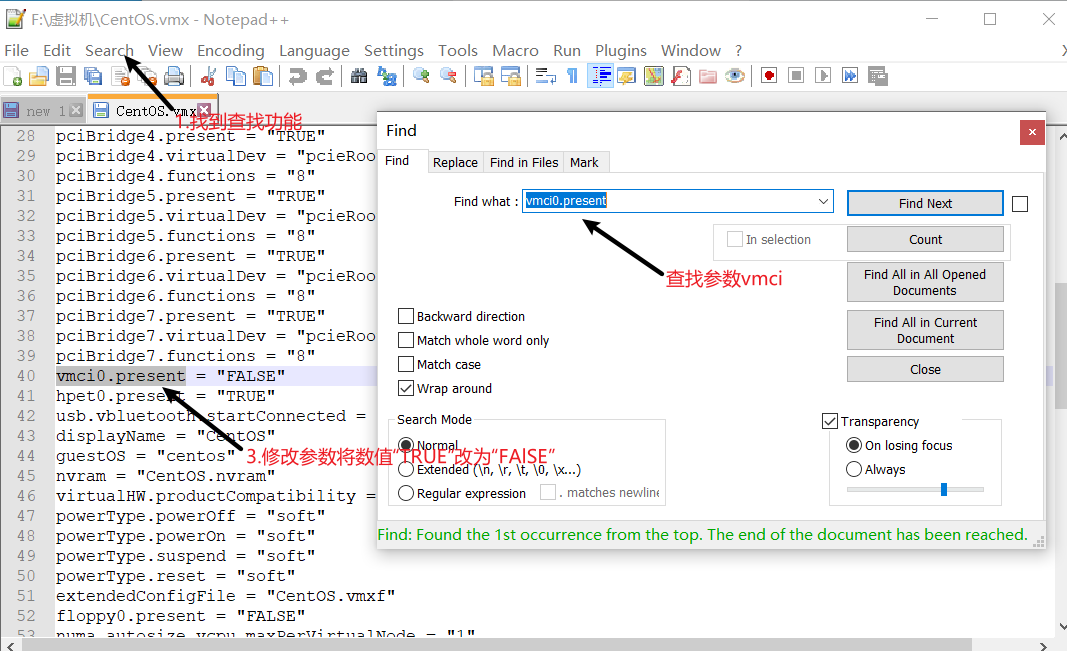 F:\虚拟机\CentOS.vmx - Notepad++
File Edit Search View Encoding Language Settings Tools Macro Run Plugins Window ?
new 1 CentOS.vmx
1.找到查找功能
28 pciBridge4.present = "TRUE"
29 pciBridge4.virtualDev = "pcieRoo
30 pciBridge4.functions = "8"
31 pciBridge5.present = "TRUE"
32 pciBridge5.virtualDev = "pcieRoo
33 pciBridge5.functions = "8"
34 pciBridge6.present = "TRUE"
35 pciBridge6.virtualDev = "pcieRoo
36 pciBridge6.functions = "8"
37 pciBridge7.present = "TRUE"
38 pciBridge7.virtualDev = "pcieRoo
39 pciBridge7.functions = "8"
40 vmci0.present = "FALSE"
41 hpet0.present = "TRUE"
42 usb.vbluetooth.startConnected =
43 displayName = "CentOS"
44 guestOS = "centos"
45 nvram = "CentOS.nvram"
46 virtualHW.productCompatibility =
47 powerType.powerOff = "soft"
48 powerType.powerOn = "soft"
49 powerType.suspend = "soft"
50 powerType.reset = "soft"
51 extendedConfigFile = "CentOS.vmxf"
52 floppy0.present = "FALSE"
53 numa.autosize.vcpu.maxPerVirtualNode = "1"
3.修改参数将数值“TRUE”改为“FAISE”
Find
Find Replace Find in Files Mark
Find what : vmci0.present
Find Next
查找参数vmci
In selection
Count
Find All in All Opened
Documents
Find All in Current
Document
Close
Backward direction
Match whole word only
Match case
Wrap around
Search Mode
Normal
Extended (\n, \r, \t, \0, \x...)
Regular expression . matches newline
Transparency
On losing focus
Always
Find: Found the 1st occurrence from the top. The end of the document has been reached.